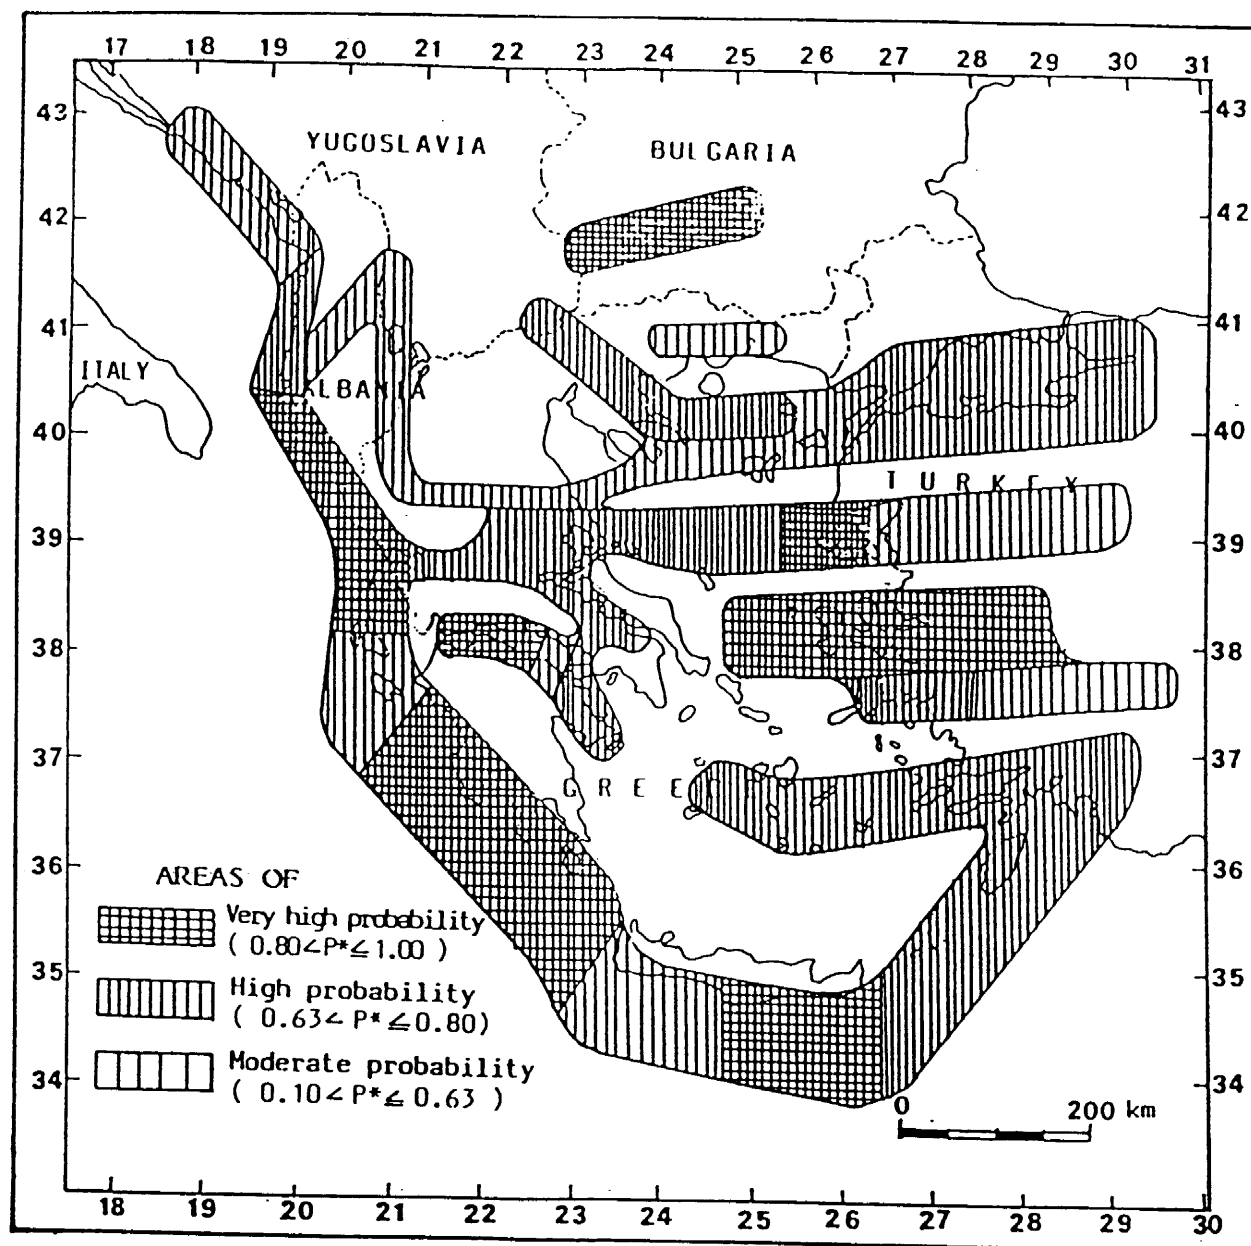 17 18 19 20 21 22 23 24 25 26 27 28 29 30 31
43 43
YUGOSLAVIA BULGARIA
42 42
41 41
ITALY
ALBANIA
40 40
TURKEY
39 39
38 38
37 37
GREE
36 36
AREAS OF
Very high probability
( 0.80<P*≦1.00 )
35 35
High probability
( 0.63< P* ≦0.80)
Moderate probability
( 0.10<P*≦ 0.63 )
34 34
0 200 km
18 19 20 21 22 23 24 25 26 27 28 29 30